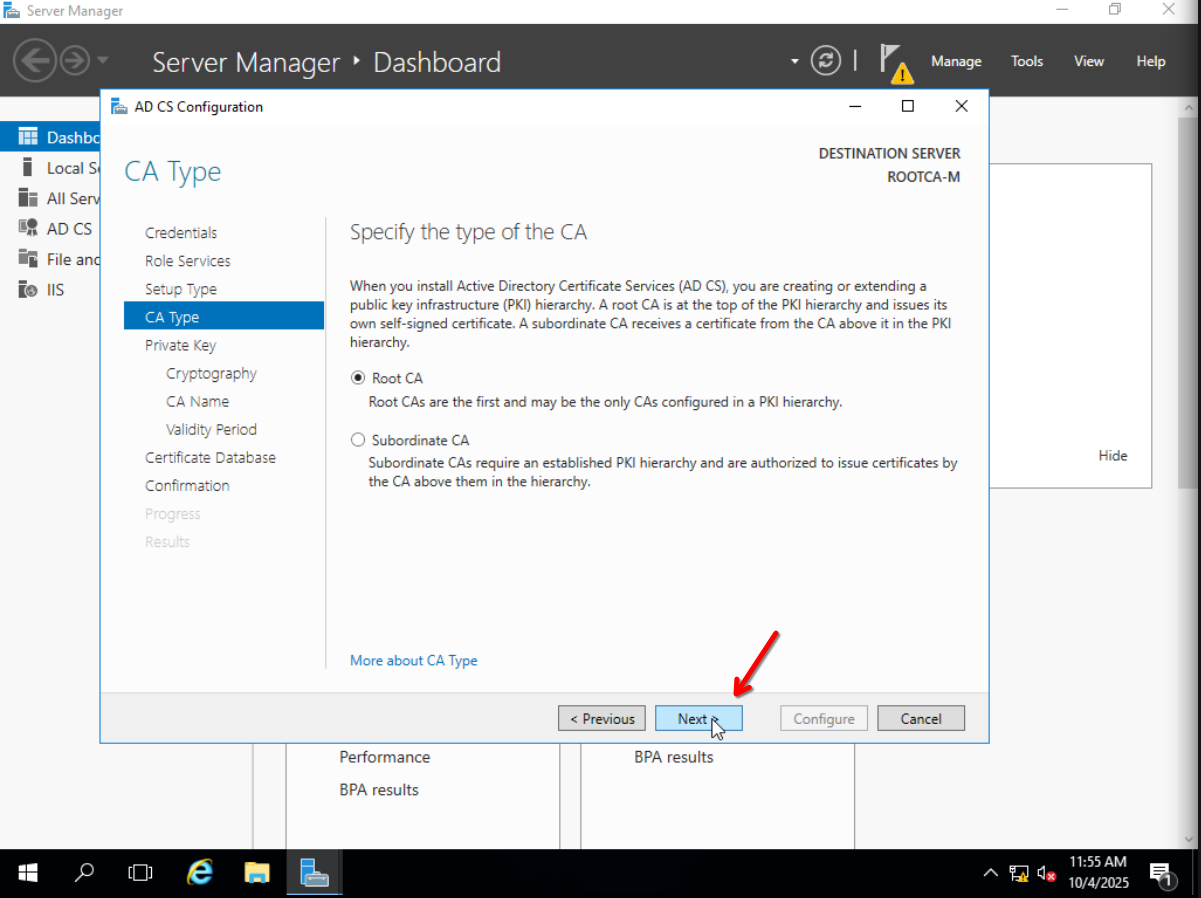 Server Manager
Server Manager ‣ Dashboard
Manage
Tools
View
Help
Dashbo
Local Se
All Serv
AD CS
File and
IIS
AD CS Configuration
CA Type
DESTINATION SERVER
ROOTCA-M
Credentials
Role Services
Setup Type
CA Type
Private Key
Cryptography
CA Name
Validity Period
Certificate Database
Confirmation
Progress
Results
Specify the type of the CA
When you install Active Directory Certificate Services (AD CS), you are creating or extending a
public key infrastructure (PKI) hierarchy. A root CA is at the top of the PKI hierarchy and issues its
own self-signed certificate. A subordinate CA receives a certificate from the CA above it in the PKI
hierarchy.
Root CA
Root CAs are the first and may be the only CAs configured in a PKI hierarchy.
Subordinate CA
Subordinate CAs require an established PKI hierarchy and are authorized to issue certificates by
the CA above them in the hierarchy.
More about CA Type
< Previous
Next >
Configure
Cancel
Hide
Performance
BPA results
BPA results
11:55 AM
10/4/2025
1